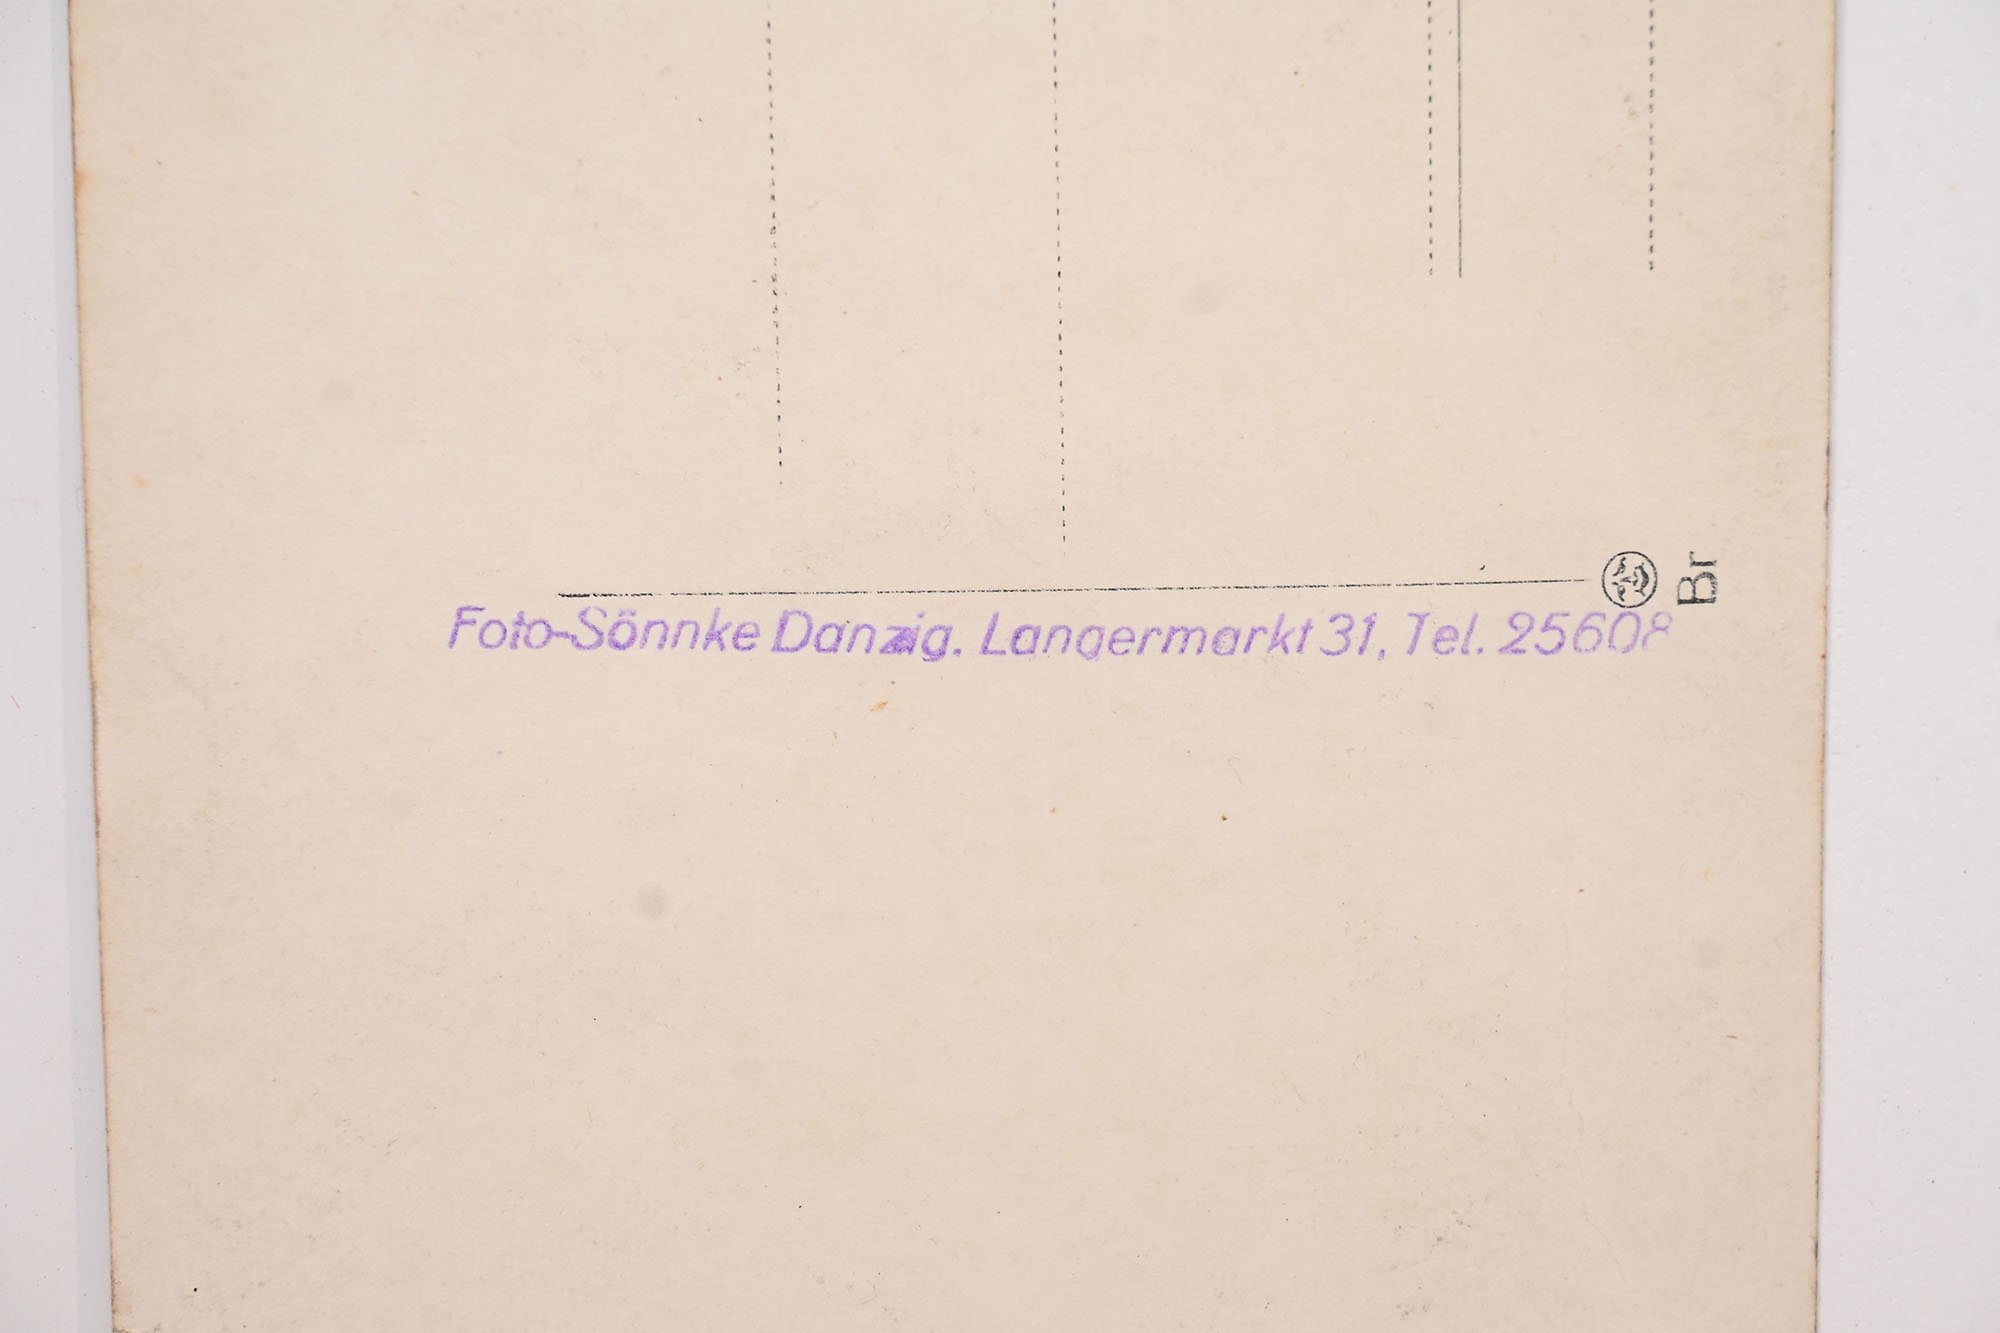 Foto-Sönnke Danzig. Langermarkt 31, Tel. 25608
Br